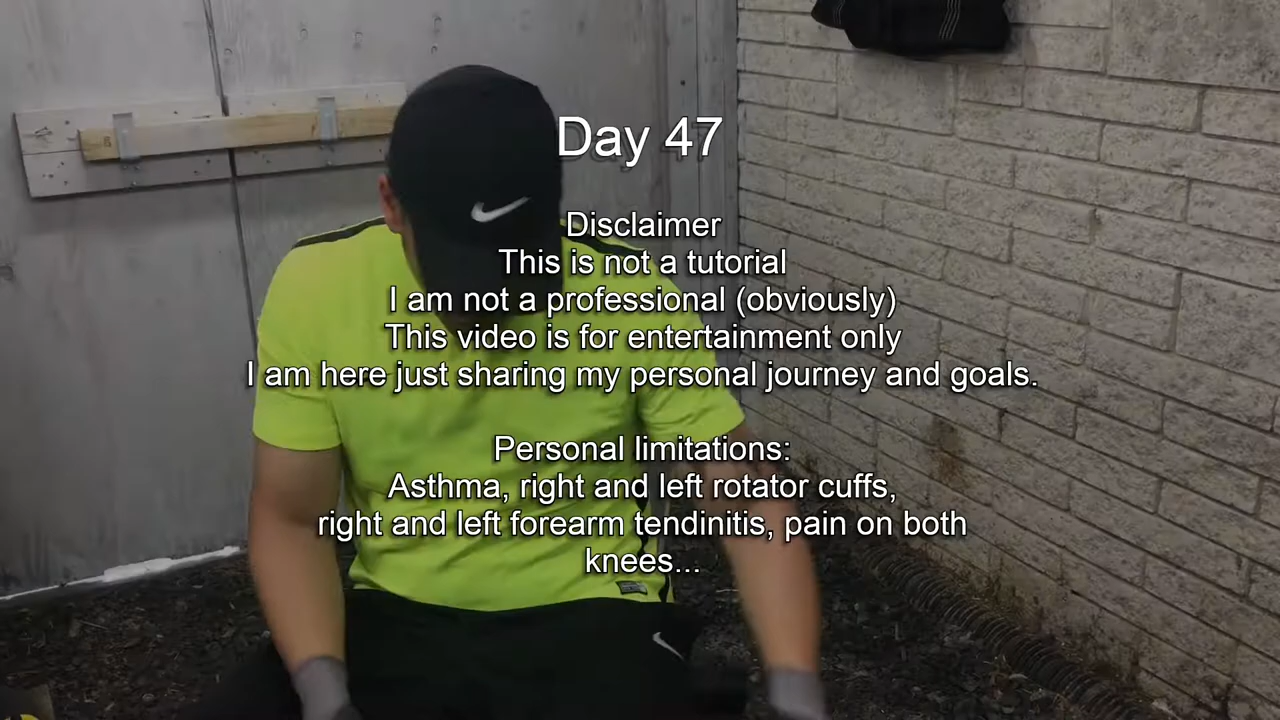 Day 47
Disclaimer
This is not a tutorial
I am not a professional (obviously)
This video is for entertainment only
I am here just sharing my personal journey and goals.
Personal limitations:
Asthma, right and left rotator cuffs,
right and left forearm tendinitis, pain on both
knees...